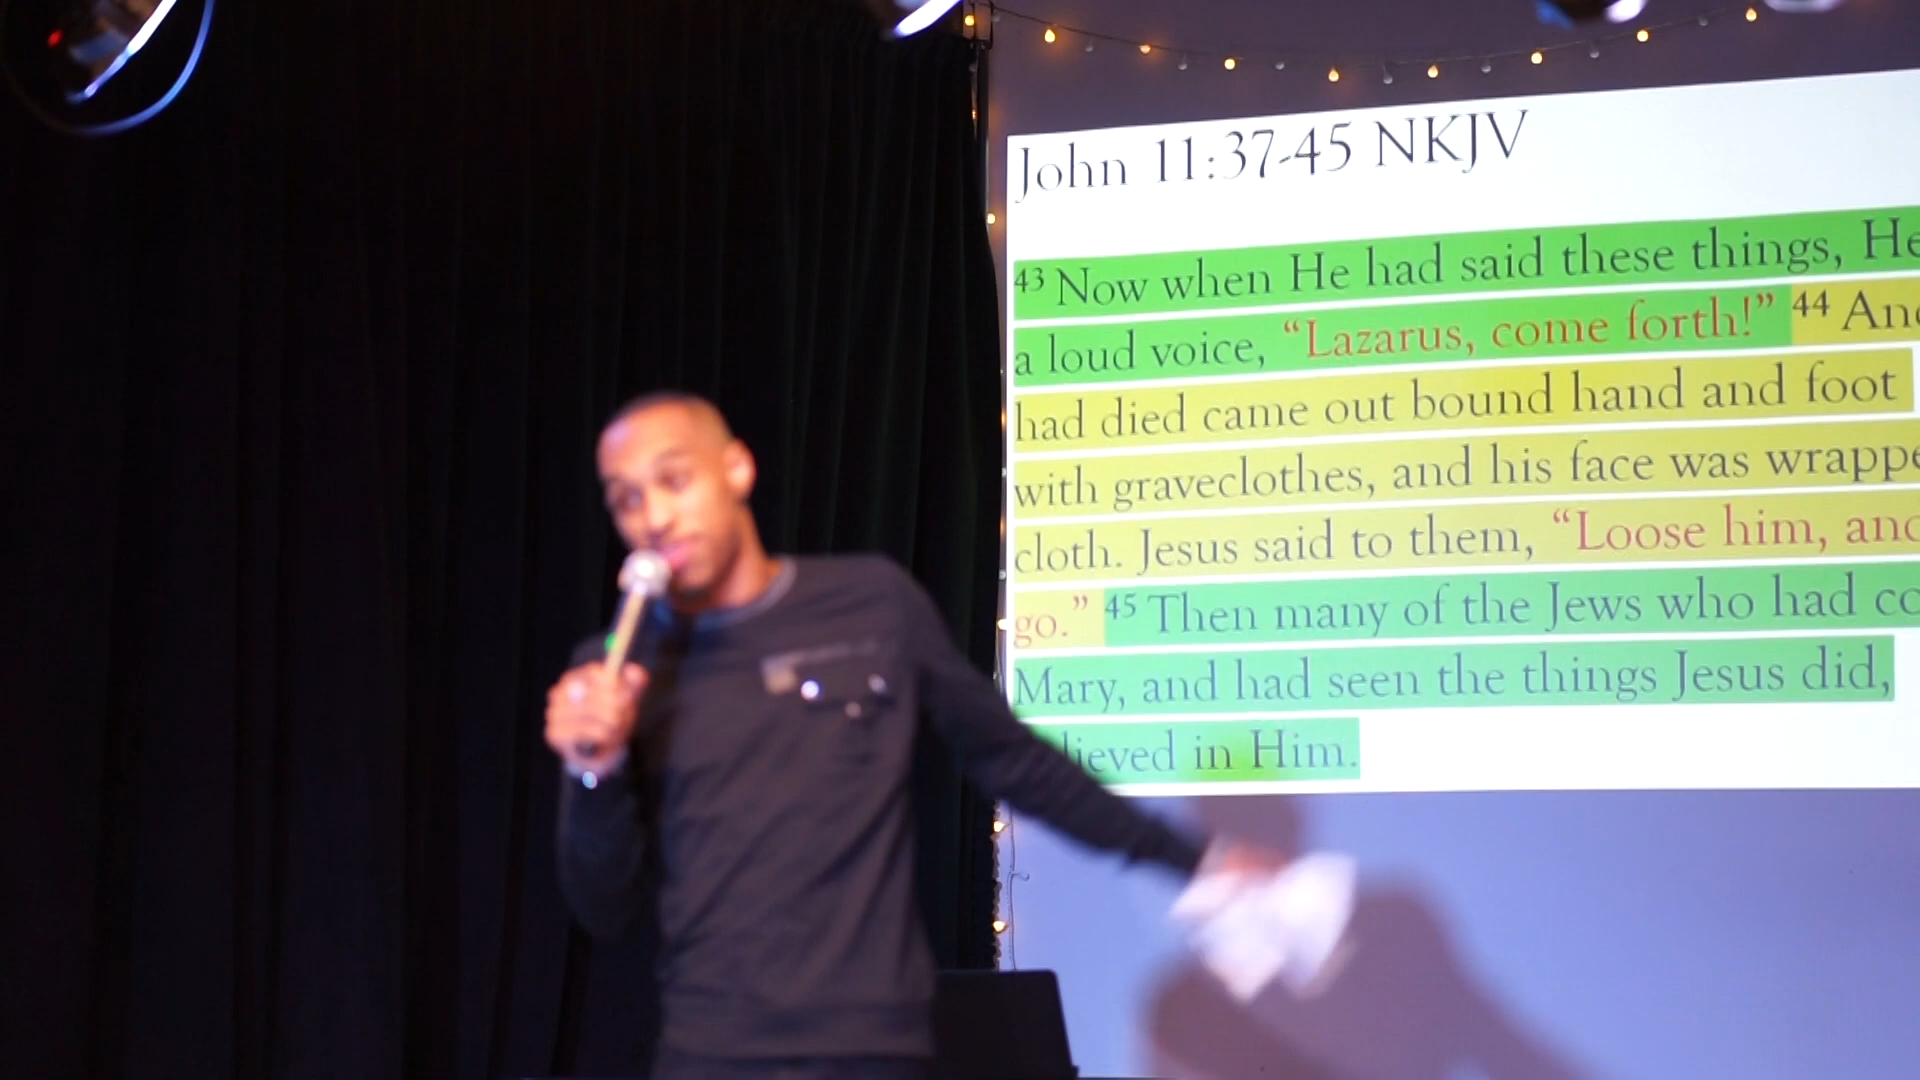 John 11:37-45 NKJV
43 Now when He had said these things, He
a loud voice, “Lazarus, come forth!” 44 And
had died came out bound hand and foot
with graveclothes, and his face was wrappe
cloth. Jesus said to them, “Loose him, and
go.” 45 Then many of the Jews who had co
Mary, and had seen the things Jesus did,
lieved in Him.